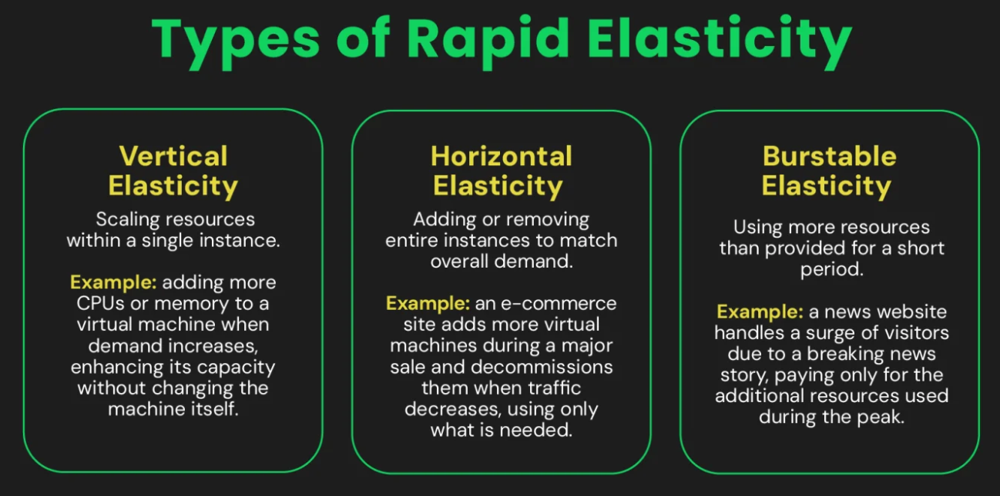 Types of Rapid Elasticity
Vertical
Elasticity
Scaling resources
within a single instance.
Example: adding more
CPUs or memory to a
virtual machine when
demand increases,
enhancing its capacity
without changing the
machine itself.
Horizontal
Elasticity
Adding or removing
entire instances to match
overall demand.
Example: an e-commerce
site adds more virtual
machines during a major
sale and decommissions
them when traffic
decreases, using only
what is needed.
Burstable
Elasticity
Using more resources
than provided for a short
period.
Example: a news website
handles a surge of visitors
due to a breaking news
story, paying only for the
additional resources used
during the peak.